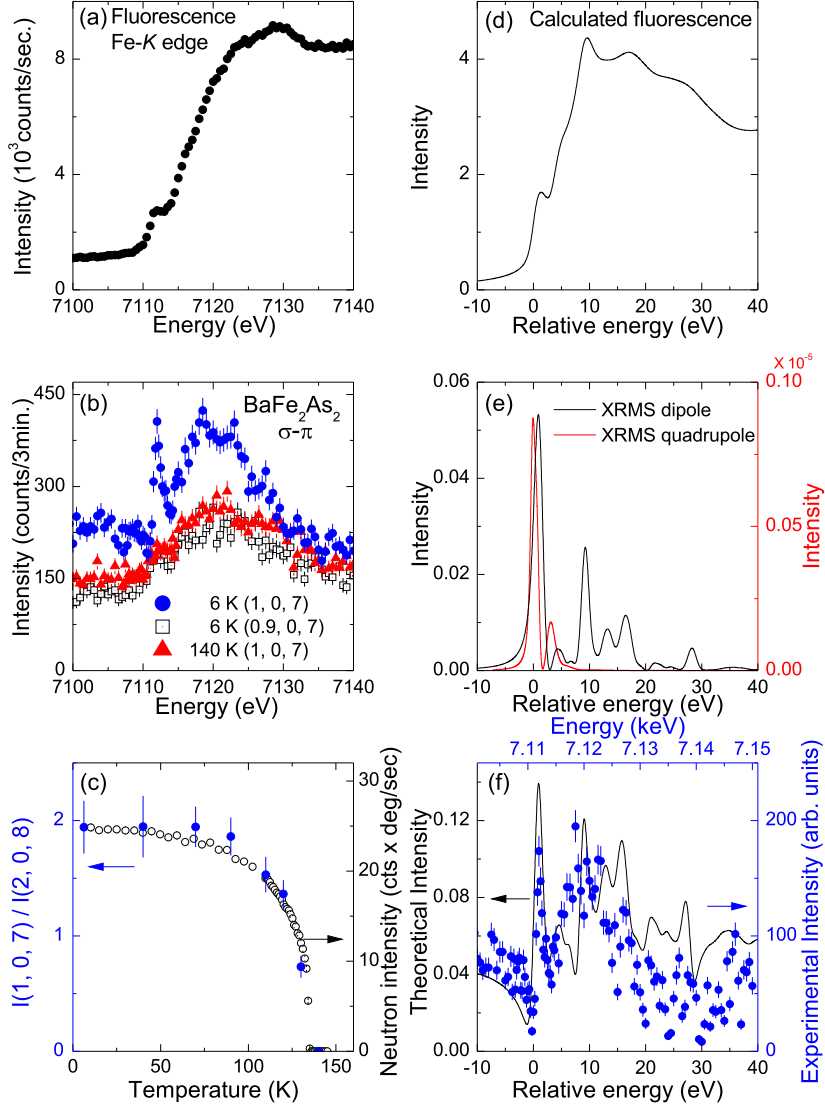 (a) Fluorescence
Fe-K edge
Intensity (10³counts/sec.)
9
6
3
0
7100 7110 7120 7130 7140
Energy (eV)
(d) Calculated fluorescence
Intensity
4
2
0
-10 0 10 20 30 40
Relative energy (eV)
(b) BaFe₂As₂
σ-π
Intensity (counts/3min.)
450
300
150
0
6 K (1, 0, 7)
6 K (0.9, 0, 7)
140 K (1, 0, 7)
7100 7110 7120 7130 7140
Energy (eV)
X 10⁻⁵
(e) XRMS dipole
XRMS quadrupole
Intensity
0.06
0.04
0.02
0.00
Intensity
0.10
0.05
0.00
-10 0 10 20 30 40
Relative energy (eV)
(c)
I(1, 0, 7) / I(2, 0, 8)
2
1
0
Neutron intensity (cts x deg/sec)
30
20
10
0
0 50 100 150
Temperature (K)
Energy (keV)
7.11 7.12 7.13 7.14 7.15
(f)
Theoretical Intensity
0.12
0.08
0.04
0.00
Experimental Intensity (arb. units)
200
100
0
-10 0 10 20 30 40
Relative energy (eV)